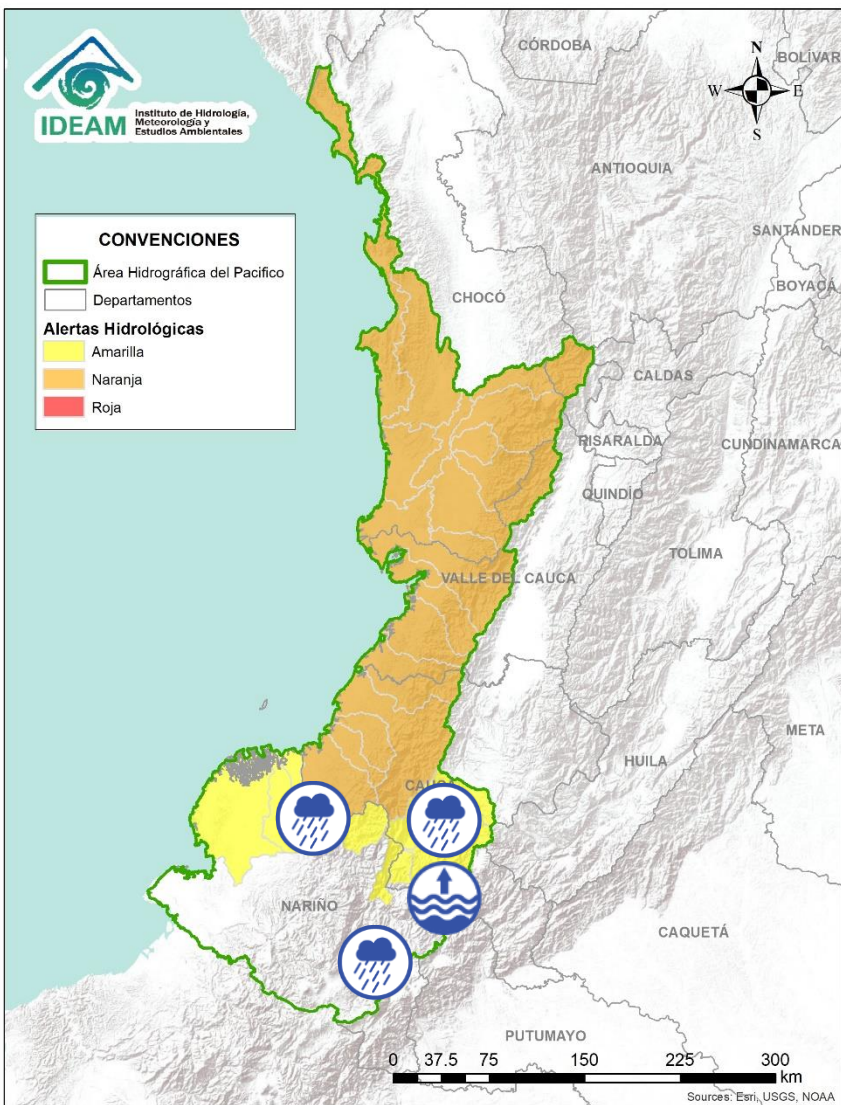 IDEAM
Instituto de Hidrología,
Meteorología y
Estudios Ambientales
CÓRDOBA
BOLÍVAR
N
W
E
S
ANTIOQUIA
SANTANDER
BOYACÁ
CONVENCIONES
Área Hidrográfica del Pacifico
Departamentos
Alertas Hidrológicas
Amarilla
Naranja
Roja
CHOCÓ
CALDAS
RISARALDA
CUNDINAMARCA
QUINDÍO
TOLIMA
VALLE DEL CAUCA
META
HUILA
CAUCA
NARIÑO
CAQUETÁ
PUTUMAYO
0 37.5 75 150 225 300
km
Sources: Esri, USGS, NOAA